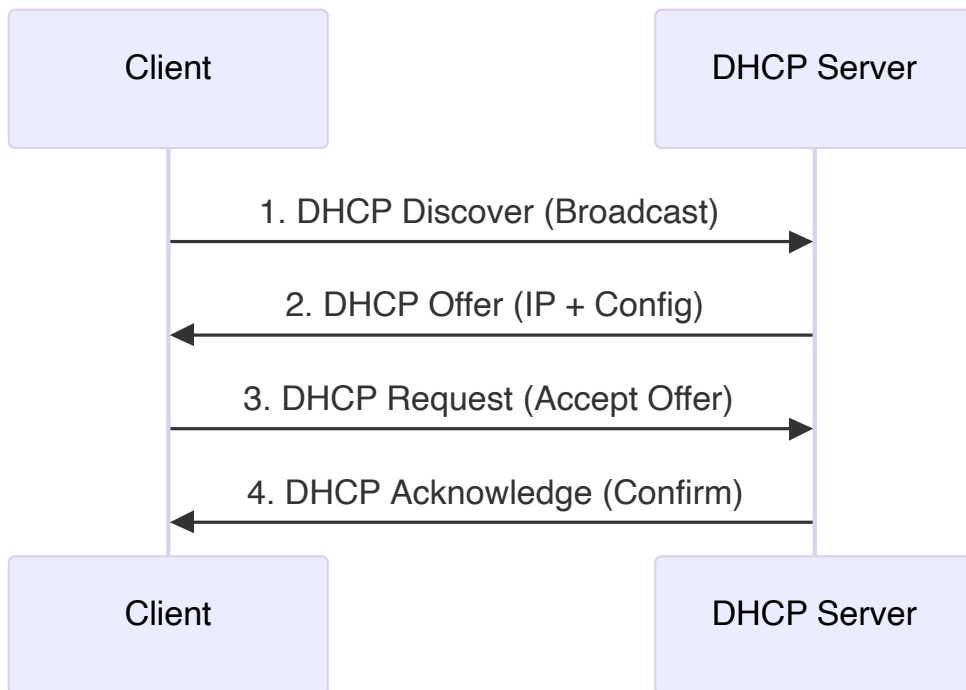 Client
DHCP Server
1. DHCP Discover (Broadcast)
2. DHCP Offer (IP + Config)
3. DHCP Request (Accept Offer)
4. DHCP Acknowledge (Confirm)
Client
DHCP Server